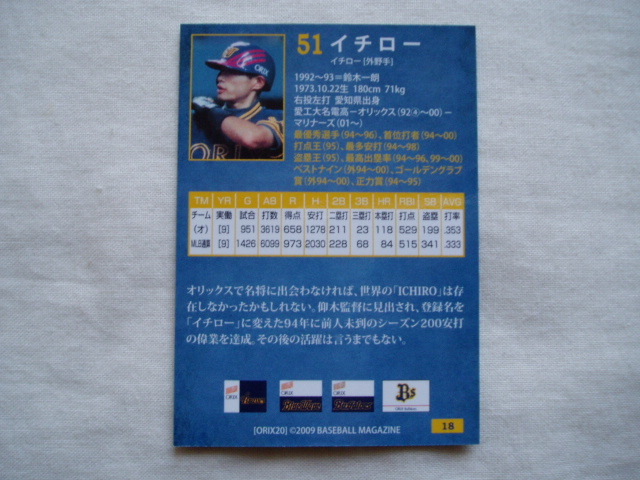 51 イチロー
イチロー [外野手]
1992～93＝鈴木一朗
1973.10.22生 180cm 71kg
右投左打 愛知県出身
愛工大名電高－オリックス(92④～00)－
マリナーズ(01～)
最優秀選手(94～96)、首位打者(94～00)
打点王(95)、最多安打(94～98)
盗塁王(95)、最高出塁率(94～96, 99～00)
ベストナイン(外94～00)、ゴールデングラブ
賞(外94～00)、正力賞(94～95)
TM YR G AB R H 2B 3B HR RBI SB AVG
チーム 実働 試合 打数 得点 安打 二塁打 三塁打 本塁打 打点 盗塁 打率
(オ) [9] 951 3619 658 1278 211 23 118 529 199 .353
MLB通算 [9] 1426 6099 973 2030 228 68 84 515 341 .333
オリックスで名将に出会わなければ、世界の「ICHIRO」は存
在しなかったかもしれない。仰木監督に見出され、登録名を
「イチロー」に変えた94年に前人未到のシーズン200安打
の偉業を達成。その後の活躍は言うまでもない。
ORIX ORIX BlueWave ORIX Bs
18
[ORIX20] ©2009 BASEBALL MAGAZINE